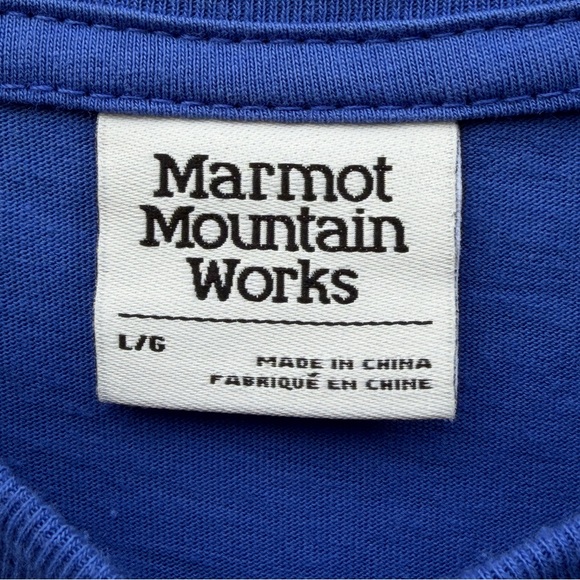 Marmot
Mountain
Works
L/G
MADE IN CHINA
FABRIQUÉ EN CHINE